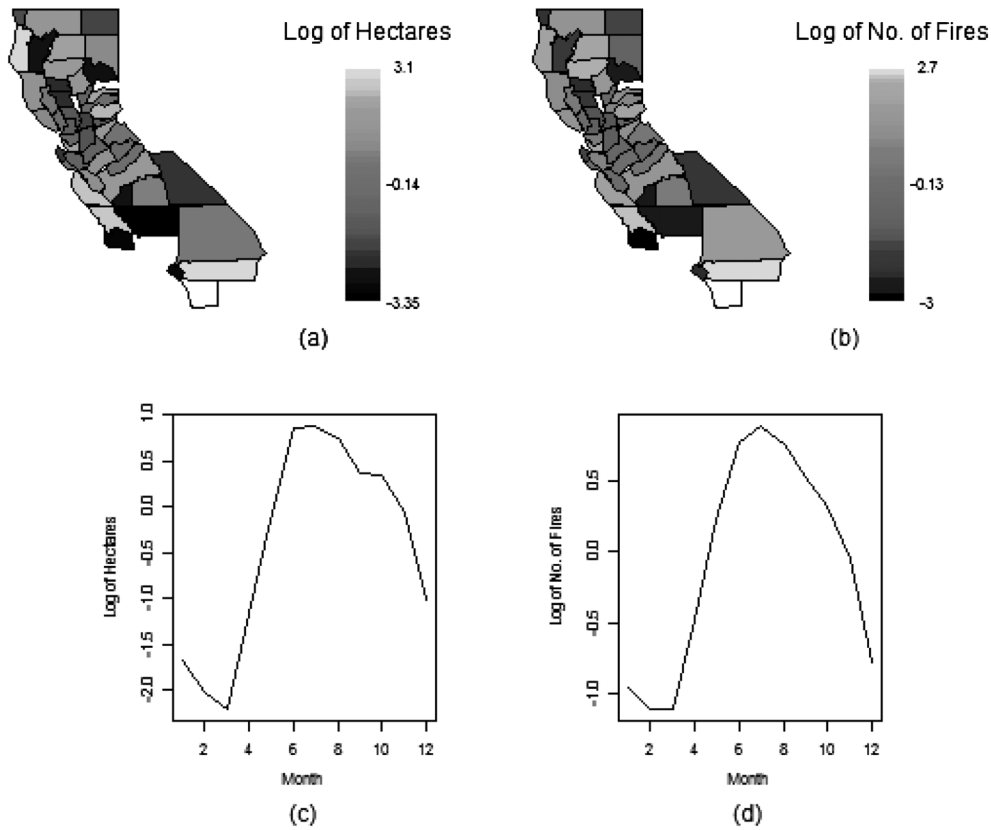 Log of Hectares
3.1
-0.14
-3.35
(a)
Log of No. of Fires
2.7
-0.13
-3
(b)
Log of Hectares
1.0
0.5
0.0
-0.5
-1.0
-1.5
-2.0
2 4 6 8 10 12
Month
(c)
Log of No. of Fires
0.5
0.0
-0.5
-1.0
2 4 6 8 10 12
Month
(d)